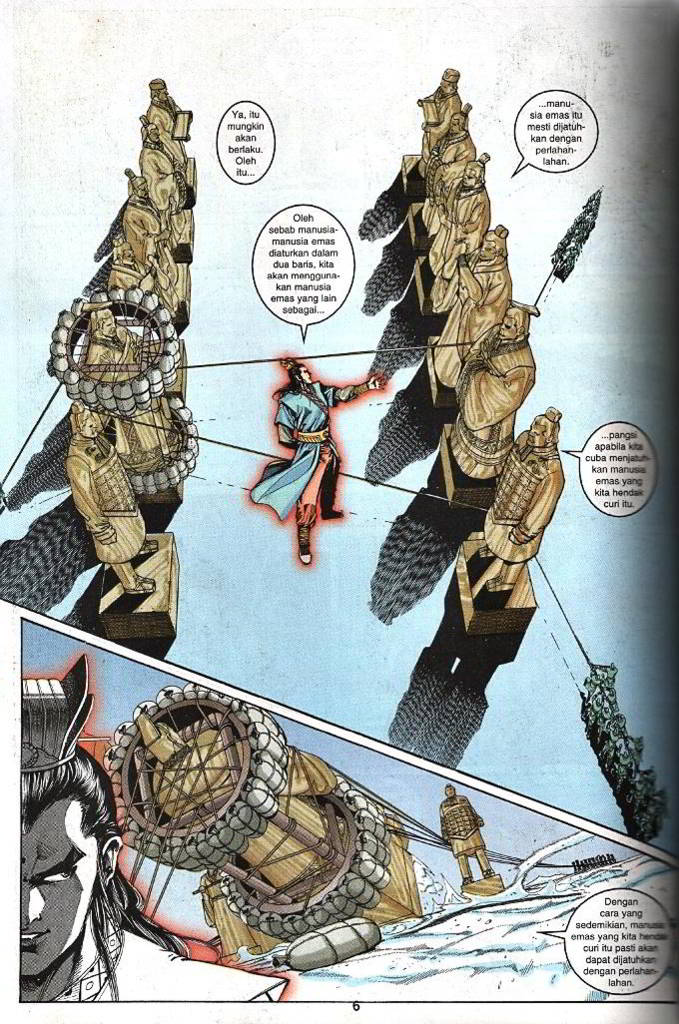 Ya, itu
mungkin
akan
berlaku.
Oleh
itu...
...manu-
sia emas itu
mesti dijatuh-
kan dengan
perlahan-
lahan.
Oleh
sebab manusia-
manusia emas
diaturkan dalam
dua baris, kita
akan mengguna-
kan manusia
emas yang lain
sebagai...
...pangsi
apabila kita
cuba menjatuh-
kan manusia
emas yang
kita hendak
curi itu.
Dengan
cara yang
sedemikian, manusia
emas yang kita hendak
curi itu pasti akan
dapat dijatuhkan
dengan perlahan-
lahan.
6